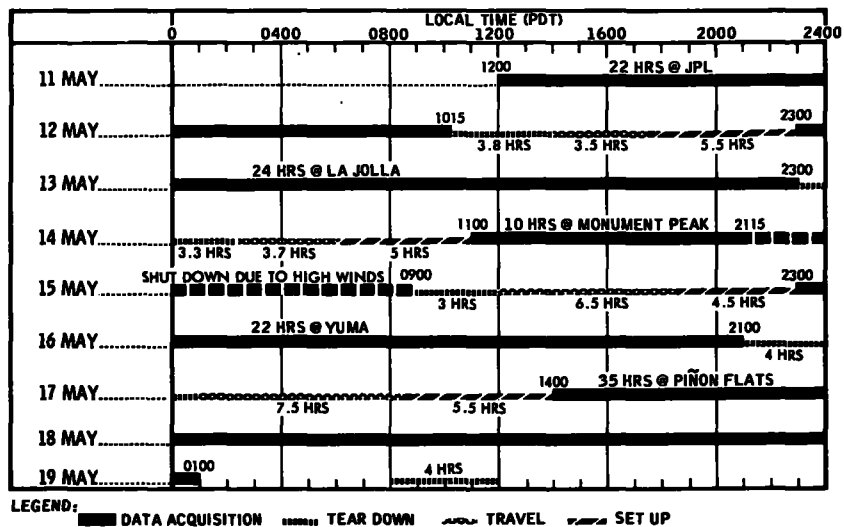 LOCAL TIME (PDT)
0 0400 0800 1200 1600 2000 2400
11 MAY 1200 22 HRS @ JPL
12 MAY 1015 2300
3.8 HRS 3.5 HRS 5.5 HRS
13 MAY 24 HRS @ LA JOLLA 2300
14 MAY 1100 10 HRS @ MONUMENT PEAK 2115
3.3 HRS 3.7 HRS 5 HRS
SHUT DOWN DUE TO HIGH WINDS 0900 2300
15 MAY
3 HRS 6.5 HRS 4.5 HRS
16 MAY 22 HRS @ YUMA 2100
4 HRS
17 MAY 1400 35 HRS @ PIÑON FLATS
7.5 HRS 5.5 HRS
18 MAY
19 MAY 0100 4 HRS
LEGEND:
DATA ACQUISITION TEAR DOWN TRAVEL SET UP